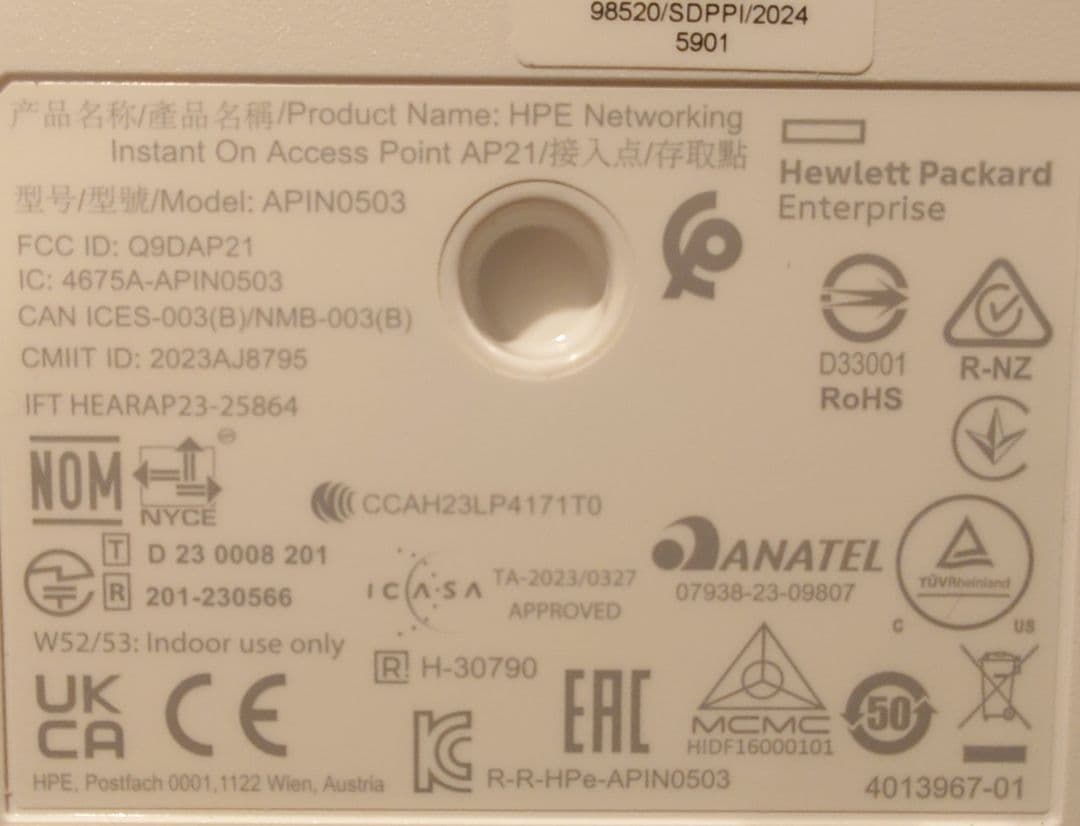 98520/SDPPI/2024
5901
产品名称/產品名稱/Product Name: HPE Networking
Instant On Access Point AP21/接入点/存取點
型号/型號/Model: APIN0503
Hewlett Packard
Enterprise
FCC ID: Q9DAP21
IC: 4675A-APIN0503
CAN ICES-003(B)/NMB-003(B)
CMIIT ID: 2023AJ8795
IFT HEARAP23-25864
D33001
RoHS
R-NZ
NOM
NYCE
CCAH23LP4171T0
T D 23 0008 201
R 201-230566
ICASA TA-2023/0327
APPROVED
ANATEL
07938-23-09807
TÜVRheinland
C US
W52/53: Indoor use only
R H-30790
UK
CA
CE
EAC
MCMC
HIDF16000101
50
HPE, Postfach 0001,1122 Wien, Austria
KC
R-R-HPe-APIN0503
4013967-01